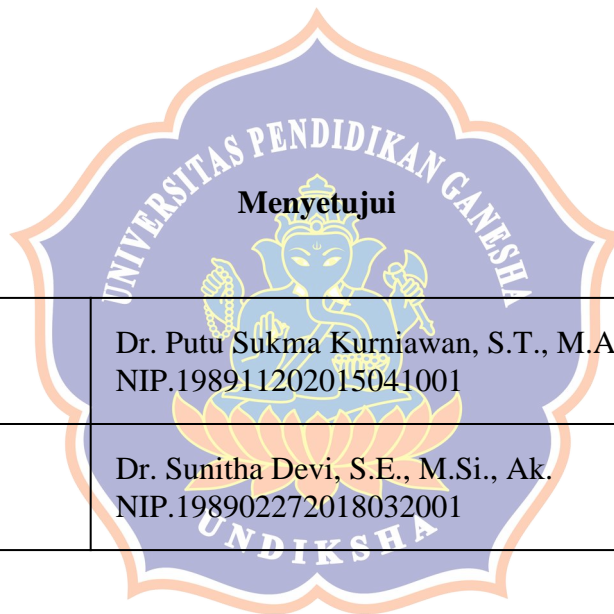 UNIVERSITAS PENDIDIKAN GANESHA
Menyetujui
Dr. Putu Sukma Kurniawan, S.T., M.A
NIP.198911202015041001
Dr. Sunitha Devi, S.E., M.Si., Ak.
NIP.198902272018032001
UNDIKSHA